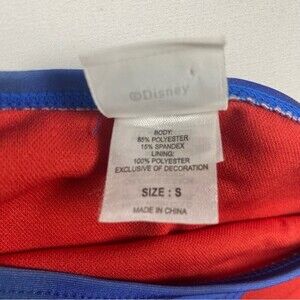 ©Disney
BODY:
85% POLYESTER
15% SPANDEX
LINING:
100% POLYESTER
EXCLUSIVE OF DECORATION
SIZE : S
MADE IN CHINA